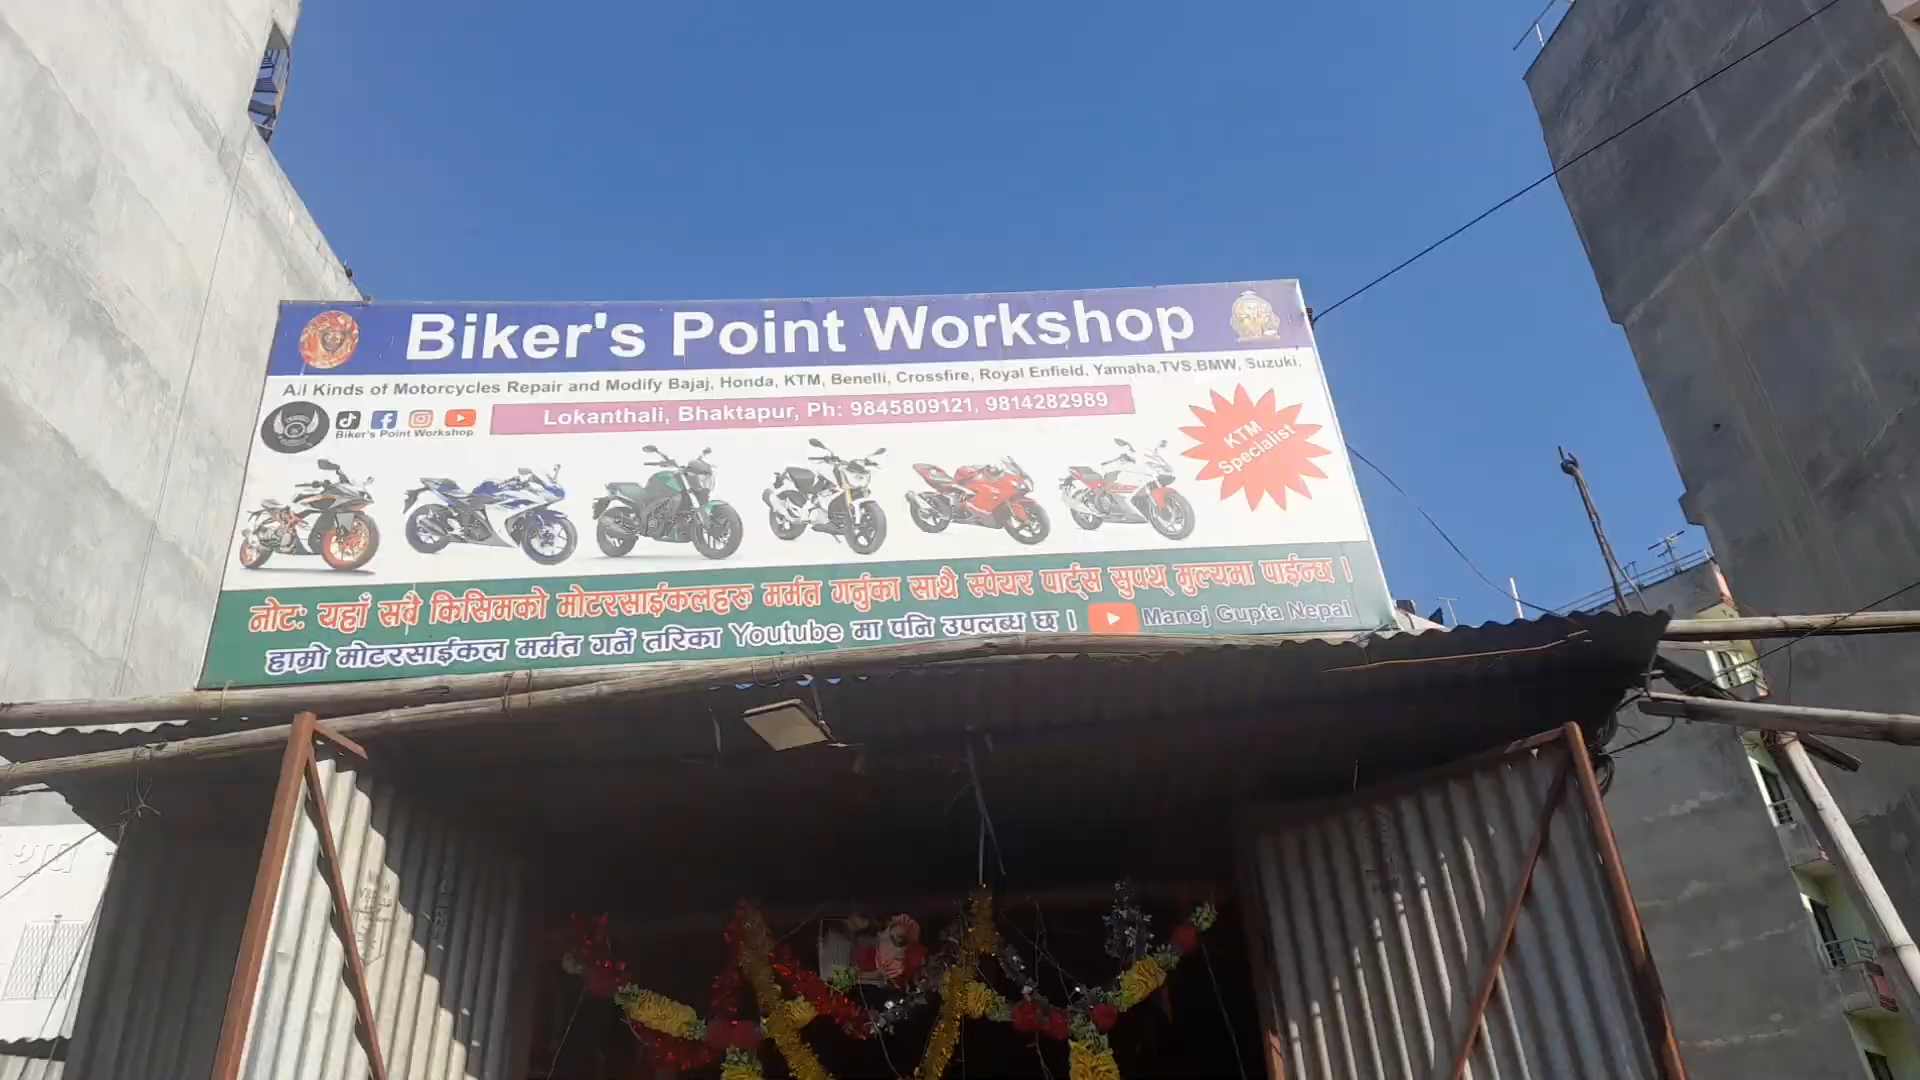 Biker's Point Workshop
All Kinds of Motorcycles Repair and Modify Bajaj, Honda, KTM, Benelli, Crossfire, Royal Enfield, Yamaha,TVS,BMW, Suzuki,
Lokanthali, Bhaktapur, Ph: 9845809121, 9814282989
Biker's Point Workshop
KTM
Specialist
नोटः यहाँ सबै किसिमको मोटरसाईकलहरु मर्मत गर्नुका साथै स्पेयर पार्ट्स सुपथ् मुल्यमा पाईन्छ ।
हाम्रो मोटरसाईकल मर्मत गर्ने तरिका Youtube मा पनि उपलब्ध छ । Manoj Gupta Nepal